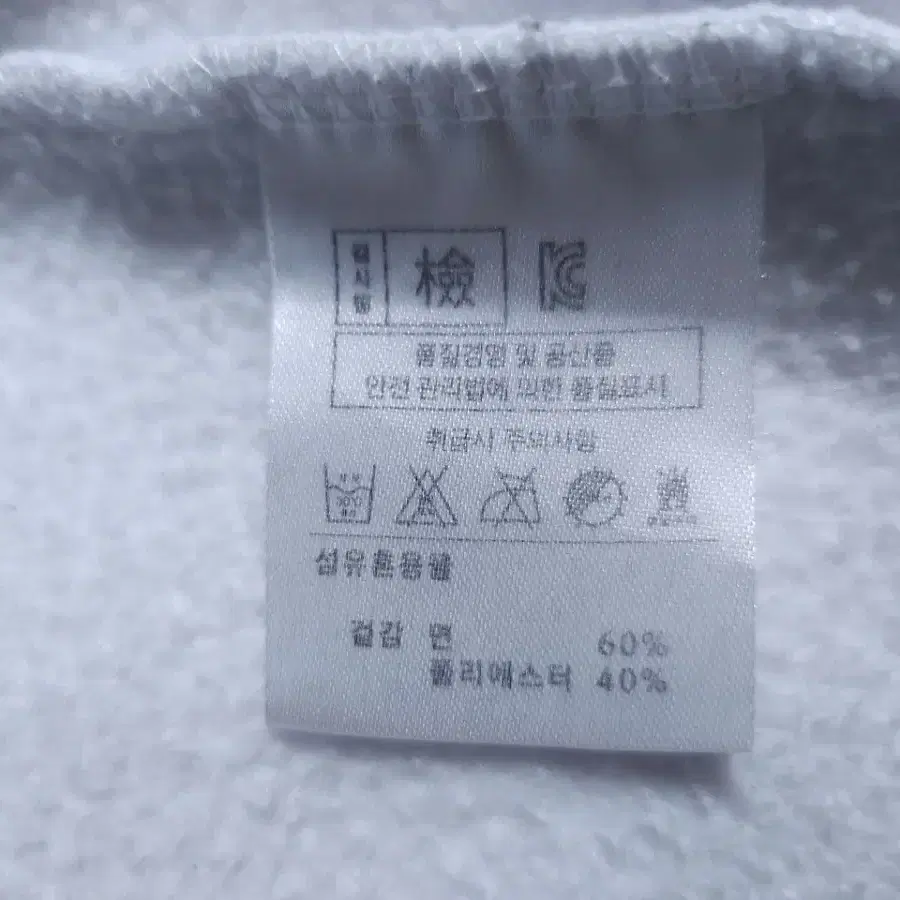 검사필
檢
품질경영 및 공산품
안전 관리법에 의한 품질표시
취급시 주의사항
30℃
섬유혼용률
겉감 면 60%
폴리에스터 40%